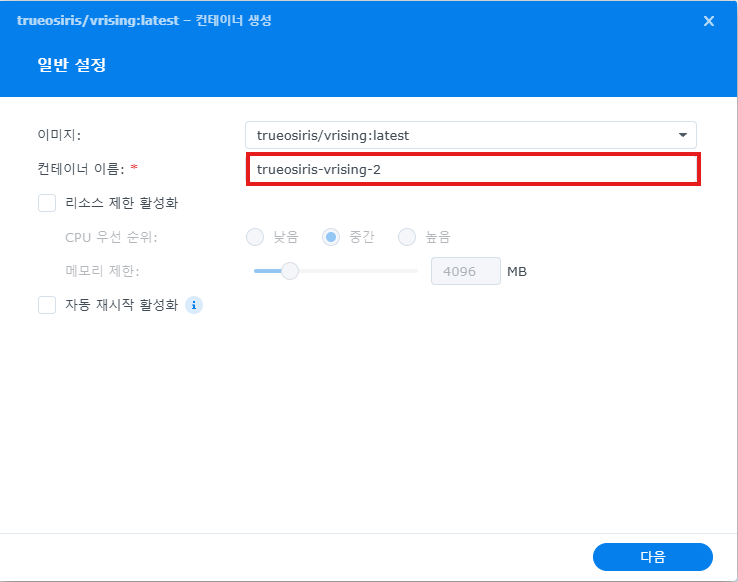 trueosiris/vrising:latest – 컨테이너 생성
일반 설정
이미지: trueosiris/vrising:latest
컨테이너 이름: * trueosiris-vrising-2
리소스 제한 활성화
CPU 우선 순위: 낮음 중간 높음
메모리 제한: 4096 MB
자동 재시작 활성화 i
다음